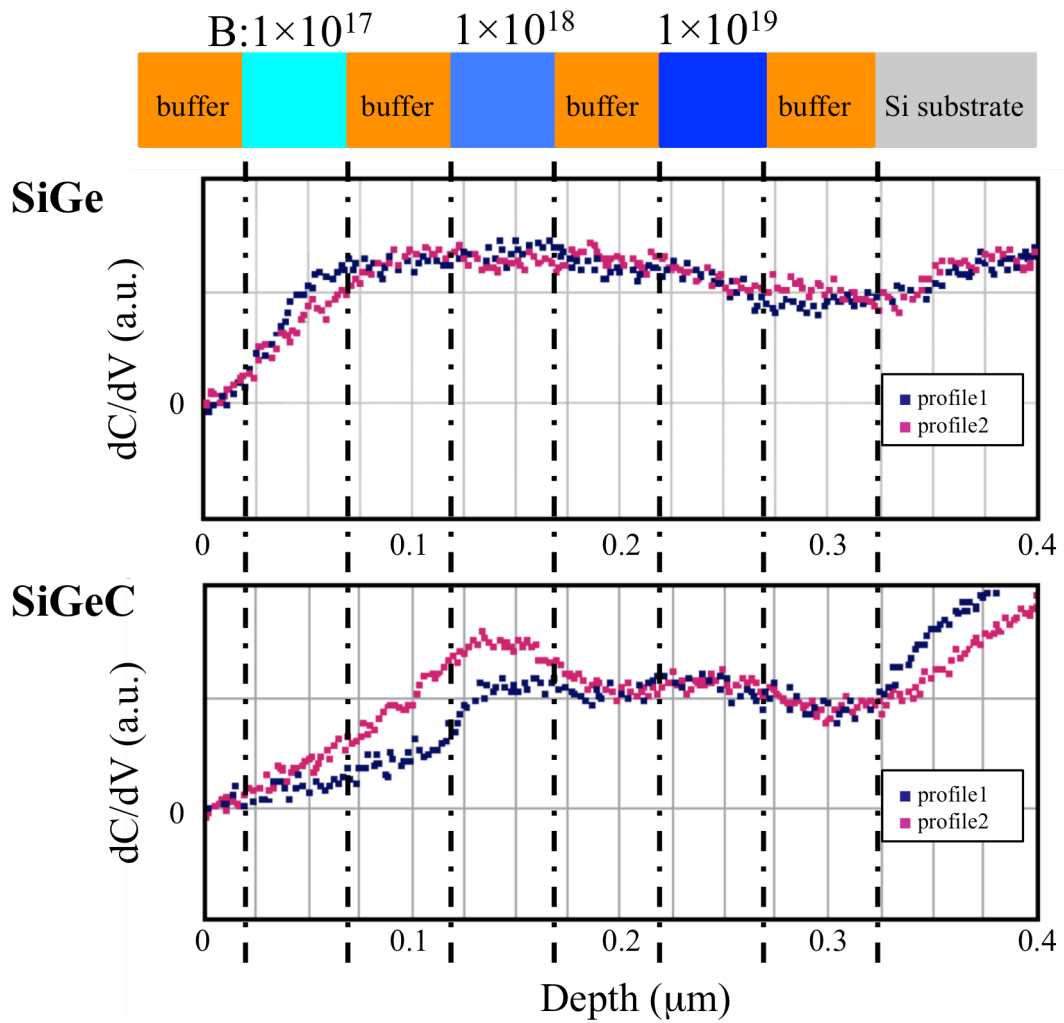 B:1×10¹⁷ 1×10¹⁸ 1×10¹⁹
buffer buffer buffer buffer Si substrate
SiGe
dC/dV (a.u.)
0
profile1
profile2
0 0.1 0.2 0.3 0.4
SiGeC
dC/dV (a.u.)
0
profile1
profile2
0 0.1 0.2 0.3 0.4
Depth (μm)